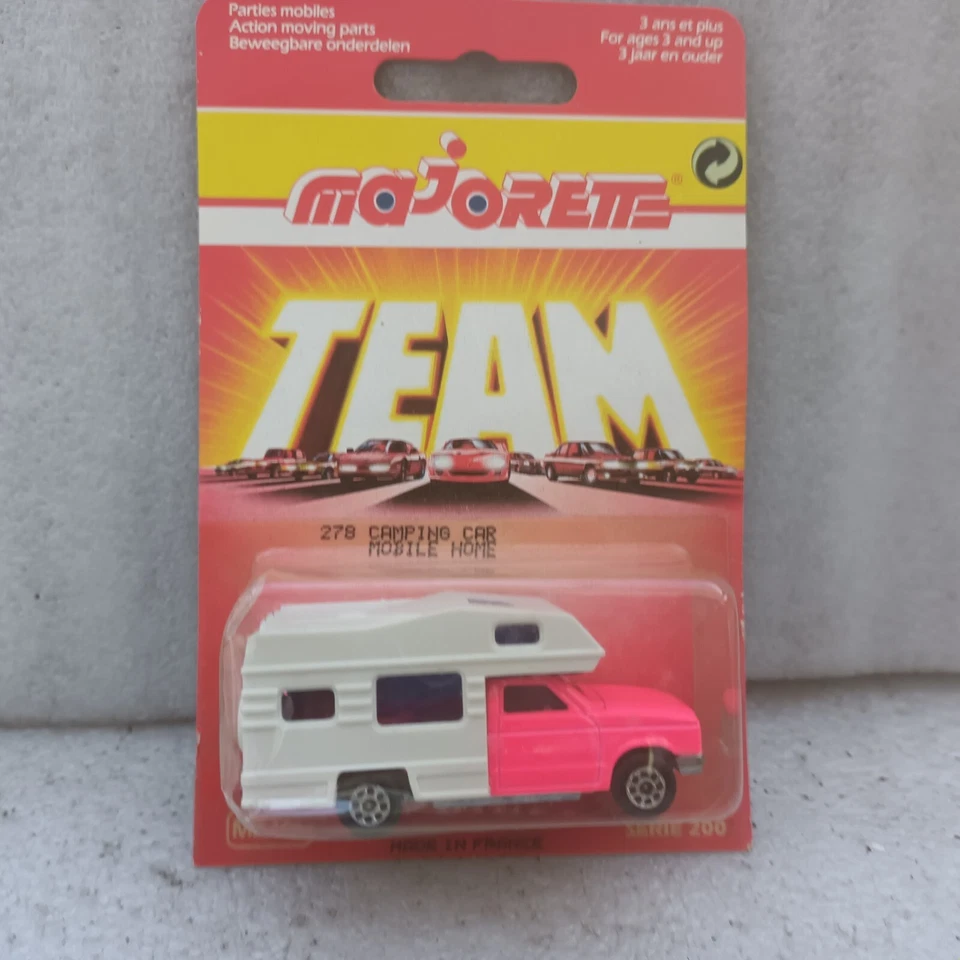 Parties mobiles
Action moving parts
Beweegbare onderdelen
3 ans et plus
For ages 3 and up
3 jaar en ouder
majorette®
TEAM
278 CAMPING CAR
MOBILE HOME
SERIE 200
MADE IN FRANCE